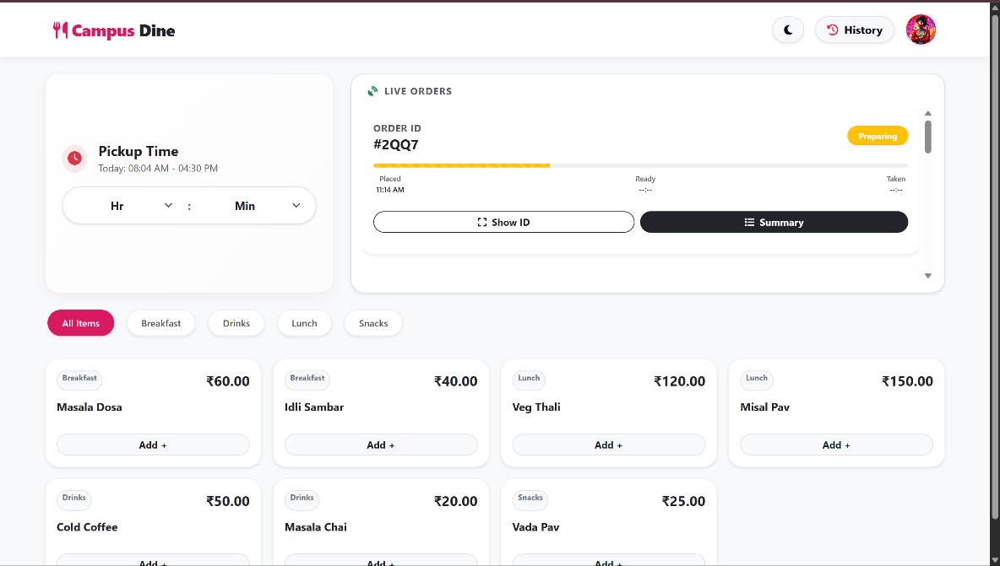 Campus Dine
History
Pickup Time
Today: 08:04 AM - 04:30 PM
Hr : Min
LIVE ORDERS
ORDER ID
#2QQ7
Preparing
Placed Ready Taken
11:14 AM --:-- --:--
Show ID Summary
All Items Breakfast Drinks Lunch Snacks
Breakfast ₹60.00
Masala Dosa
Add +
Breakfast ₹40.00
Idli Sambar
Add +
Lunch ₹120.00
Veg Thali
Add +
Lunch ₹150.00
Misal Pav
Add +
Drinks ₹50.00
Cold Coffee
Add +
Drinks ₹20.00
Masala Chai
Add +
Snacks ₹25.00
Vada Pav
Add +